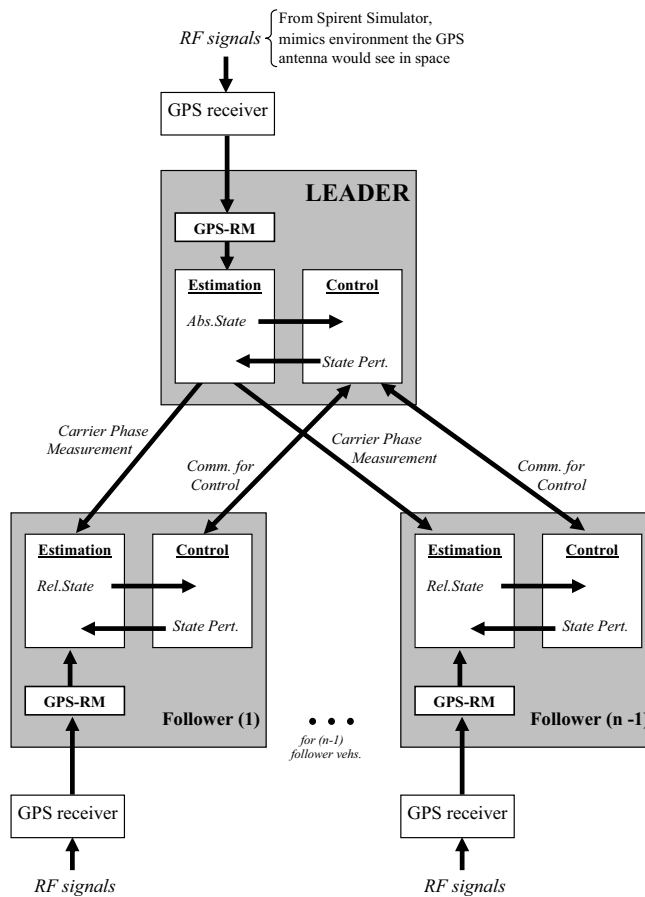 RF signals
From Spirent Simulator,
mimics environment the GPS
antenna would see in space
GPS receiver
LEADER
GPS-RM
Estimation
Control
Abs.State
State Pert.
Carrier Phase
Measurement
Comm. for
Control
Carrier Phase
Measurement
Comm. for
Control
Estimation
Control
Rel.State
State Pert.
GPS-RM
Follower (1)
GPS receiver
RF signals
• • •
for (n-1)
follower vehs.
Estimation
Control
Rel.State
State Pert.
GPS-RM
Follower (n -1)
GPS receiver
RF signals